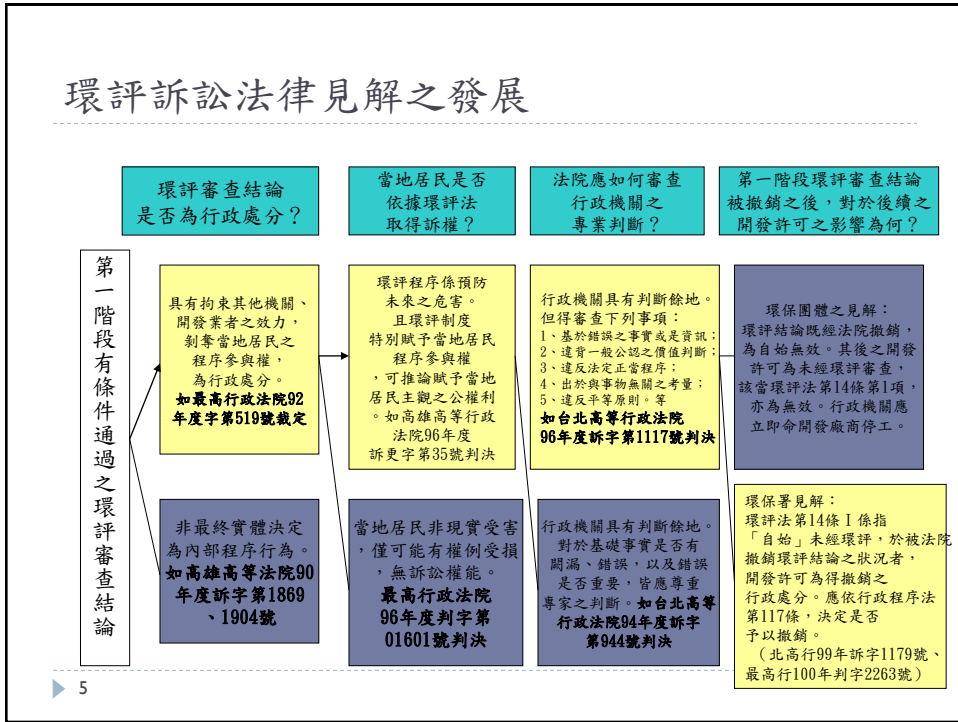 環評訴訟法律見解之發展
環評審查結論
是否為行政處分？
當地居民是否
依據環評法
取得訴權？
法院應如何審查
行政機關之
專業判斷？
第一階段環評審查結論
被撤銷之後，對於後續之
開發許可之影響為何？
第一階段有條件通過之環評審查結論
具有拘束其他機關、
開發業者之效力，
剝奪當地居民之
程序參與權，
為行政處分。
如最高行政法院92
年度字第519號裁定
環評程序係預防
未來之危害。
且環評制度
特別賦予當地居民
程序參與權
，可推論賦予當地
居民主觀之公權利
。如高雄高等行政
法院96年度
訴更字第35號判決
行政機關具有判斷餘地。
但得審查下列事項：
1、基於錯誤之事實或是資訊；
2、違背一般公認之價值判斷；
3、違反法定正當程序；
4、出於與事物無關之考量；
5、違反平等原則。等
如台北高等行政法院
96年度訴字第1117號判決
環保團體之見解：
環評結論既經法院撤銷，
為自始無效。其後之開發
許可為未經環評審查，
該當環評法第14條第1項，
亦為無效。行政機關應
立即命開發廠商停工。
非最終實體決定
為內部程序行為。
如高雄高等法院90
年度訴字第1869
、1904號
當地居民非現實受害
，僅可能有權例受損
，無訴訟權能。
最高行政法院
96年度判字第
01601號判決
行政機關具有判斷餘地。
對於基礎事實是否有
闕漏、錯誤，以及錯誤
是否重要，皆應尊重
專家之判斷。如台北高等
行政法院94年度訴字
第944號判決
環保署見解：
環評法第14條Ⅰ係指
「自始」未經環評，於被法院
撤銷環評結論之狀況者，
開發許可為得撤銷之
行政處分。應依行政程序法
第117條，決定是否
予以撤銷。
（北高行99年訴字1179號、
最高行100年判字2263號）
5